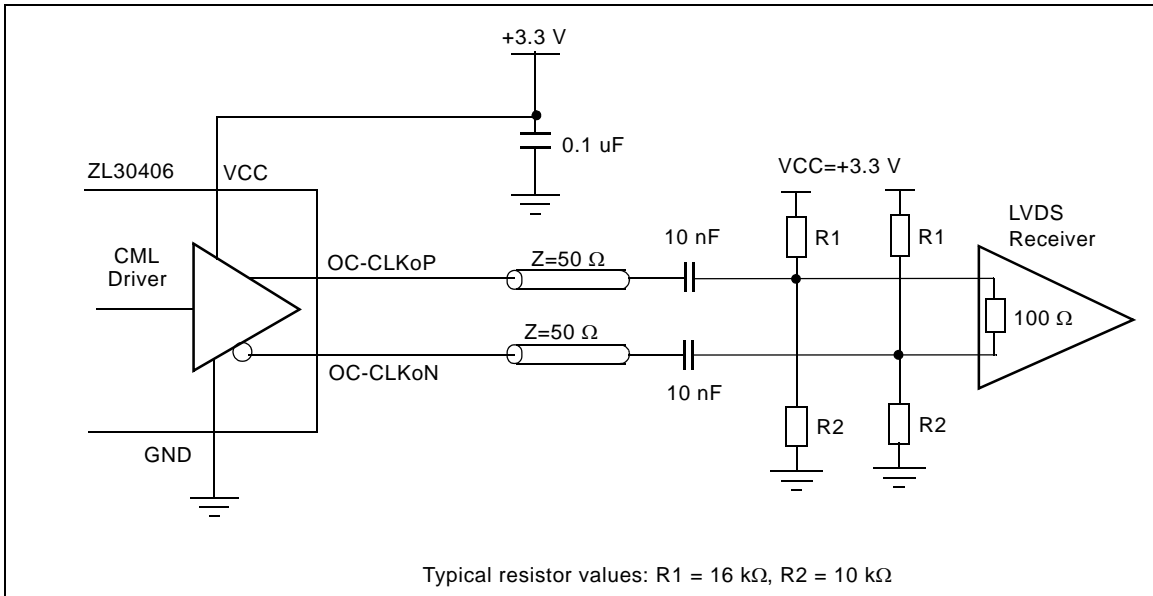 +3.3 V
0.1 uF
ZL30406
VCC
VCC=+3.3 V
LVDS
Receiver
10 nF
R1
R1
CML
Driver
OC-CLKoP
Z=50 Ω
100 Ω
Z=50 Ω
OC-CLKoN
10 nF
R2
R2
GND
Typical resistor values: R1 = 16 kΩ, R2 = 10 kΩ